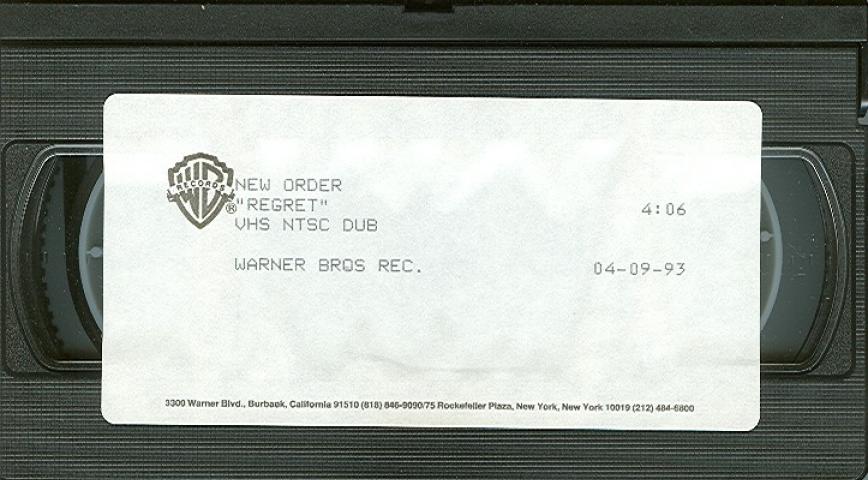 RECORDS
®
NEW ORDER
"REGRET" 4:06
VHS NTSC DUB
WARNER BROS REC. 04-09-93
3300 Warner Blvd., Burbank, California 91510 (818) 846-9090/75 Rockefeller Plaza, New York, New York 10019 (212) 484-6800